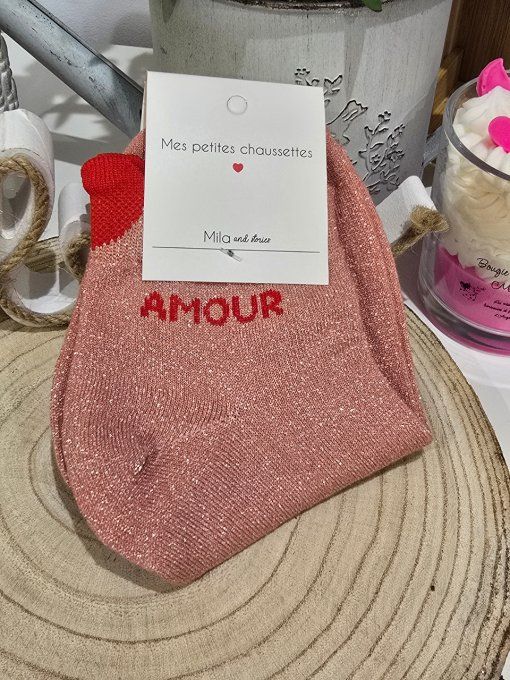 Mes petites chaussettes
Mila and stories
AMOUR
Bougie